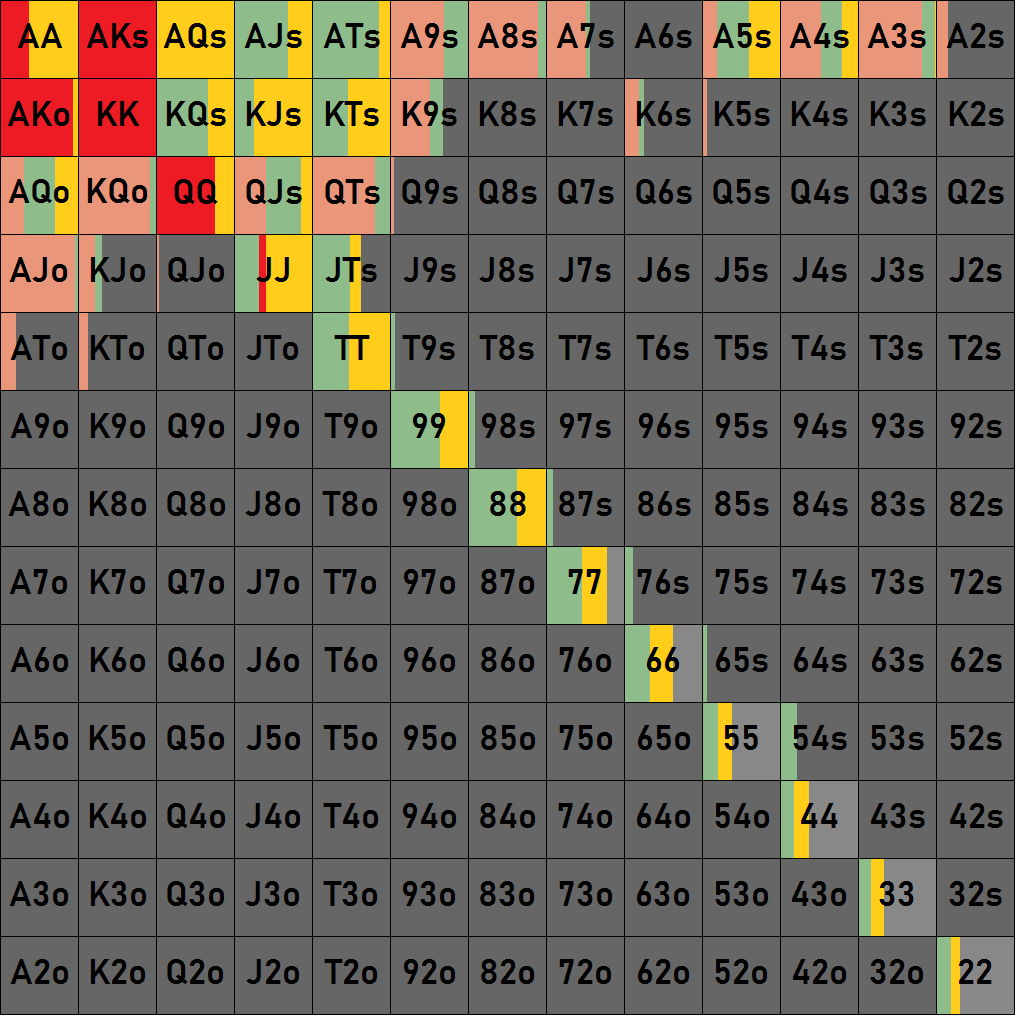 AA AKs AQs AJs ATs A9s A8s A7s A6s A5s A4s A3s A2s
AKo KK KQs KJs KTs K9s K8s K7s K6s K5s K4s K3s K2s
AQo KQo QQ QJs QTs Q9s Q8s Q7s Q6s Q5s Q4s Q3s Q2s
AJo KJo QJo JJ JTs J9s J8s J7s J6s J5s J4s J3s J2s
ATo KTo QTo JTo TT T9s T8s T7s T6s T5s T4s T3s T2s
A9o K9o Q9o J9o T9o 99 98s 97s 96s 95s 94s 93s 92s
A8o K8o Q8o J8o T8o 98o 88 87s 86s 85s 84s 83s 82s
A7o K7o Q7o J7o T7o 97o 87o 77 76s 75s 74s 73s 72s
A6o K6o Q6o J6o T6o 96o 86o 76o 66 65s 64s 63s 62s
A5o K5o Q5o J5o T5o 95o 85o 75o 65o 55 54s 53s 52s
A4o K4o Q4o J4o T4o 94o 84o 74o 64o 54o 44 43s 42s
A3o K3o Q3o J3o T3o 93o 83o 73o 63o 53o 43o 33 32s
A2o K2o Q2o J2o T2o 92o 82o 72o 62o 52o 42o 32o 22